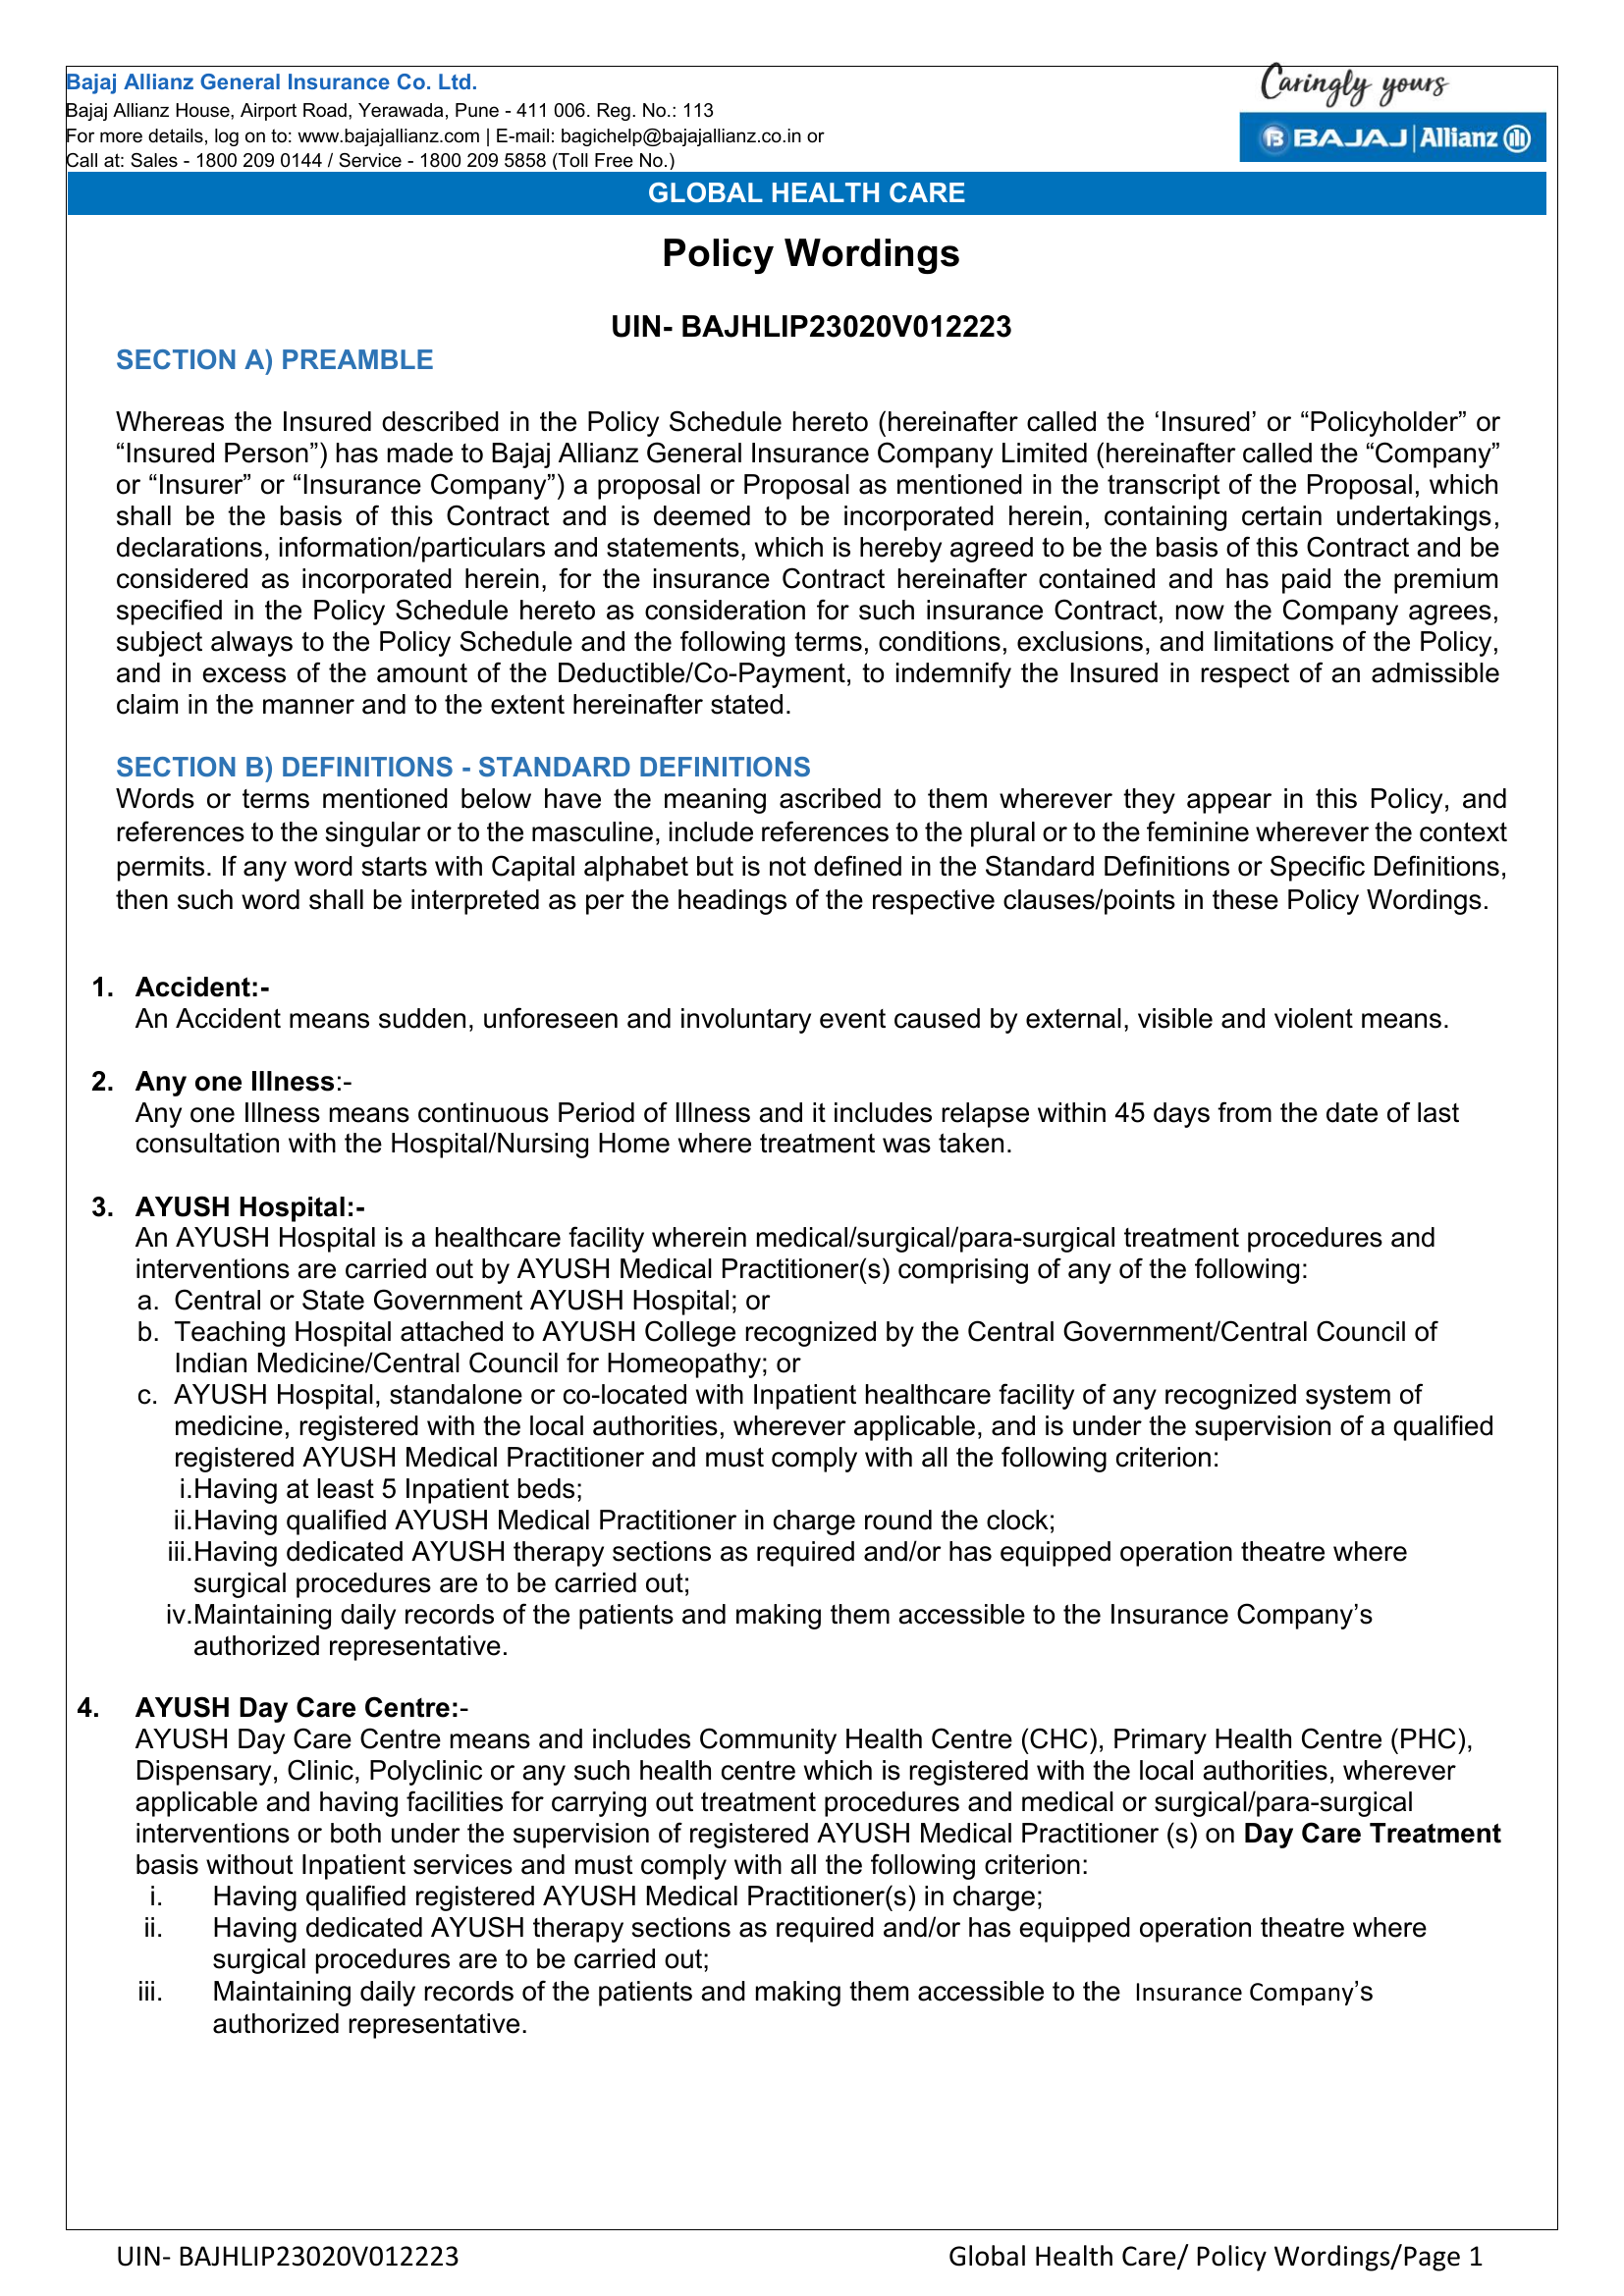 Bajaj Allianz General Insurance Co. Ltd.
Bajaj Allianz House, Airport Road, Yerawada, Pune - 411 006. Reg. No.: 113
For more details, log on to: www.bajajallianz.com | E-mail: bagichelp@bajajallianz.co.in or
Call at: Sales - 1800 209 0144 / Service - 1800 209 5858 (Toll Free No.)
Caringly yours
BAJAJ | Allianz
GLOBAL HEALTH CARE
Policy Wordings
UIN- BAJHLIP23020V012223
SECTION A) PREAMBLE
Whereas the Insured described in the Policy Schedule hereto (hereinafter called the ‘Insured’ or “Policyholder” or
“Insured Person”) has made to Bajaj Allianz General Insurance Company Limited (hereinafter called the “Company”
or “Insurer” or “Insurance Company”) a proposal or Proposal as mentioned in the transcript of the Proposal, which
shall be the basis of this Contract and is deemed to be incorporated herein, containing certain undertakings,
declarations, information/particulars and statements, which is hereby agreed to be the basis of this Contract and be
considered as incorporated herein, for the insurance Contract hereinafter contained and has paid the premium
specified in the Policy Schedule hereto as consideration for such insurance Contract, now the Company agrees,
subject always to the Policy Schedule and the following terms, conditions, exclusions, and limitations of the Policy,
and in excess of the amount of the Deductible/Co-Payment, to indemnify the Insured in respect of an admissible
claim in the manner and to the extent hereinafter stated.
SECTION B) DEFINITIONS - STANDARD DEFINITIONS
Words or terms mentioned below have the meaning ascribed to them wherever they appear in this Policy, and
references to the singular or to the masculine, include references to the plural or to the feminine wherever the context
permits. If any word starts with Capital alphabet but is not defined in the Standard Definitions or Specific Definitions,
then such word shall be interpreted as per the headings of the respective clauses/points in these Policy Wordings.
1. Accident:-
An Accident means sudden, unforeseen and involuntary event caused by external, visible and violent means.
2. Any one Illness:-
Any one Illness means continuous Period of Illness and it includes relapse within 45 days from the date of last
consultation with the Hospital/Nursing Home where treatment was taken.
3. AYUSH Hospital:-
An AYUSH Hospital is a healthcare facility wherein medical/surgical/para-surgical treatment procedures and
interventions are carried out by AYUSH Medical Practitioner(s) comprising of any of the following:
a. Central or State Government AYUSH Hospital; or
b. Teaching Hospital attached to AYUSH College recognized by the Central Government/Central Council of
Indian Medicine/Central Council for Homeopathy; or
c. AYUSH Hospital, standalone or co-located with Inpatient healthcare facility of any recognized system of
medicine, registered with the local authorities, wherever applicable, and is under the supervision of a qualified
registered AYUSH Medical Practitioner and must comply with all the following criterion:
i.Having at least 5 Inpatient beds;
ii.Having qualified AYUSH Medical Practitioner in charge round the clock;
iii.Having dedicated AYUSH therapy sections as required and/or has equipped operation theatre where
surgical procedures are to be carried out;
iv.Maintaining daily records of the patients and making them accessible to the Insurance Company’s
authorized representative.
4. AYUSH Day Care Centre:-
AYUSH Day Care Centre means and includes Community Health Centre (CHC), Primary Health Centre (PHC),
Dispensary, Clinic, Polyclinic or any such health centre which is registered with the local authorities, wherever
applicable and having facilities for carrying out treatment procedures and medical or surgical/para-surgical
interventions or both under the supervision of registered AYUSH Medical Practitioner (s) on Day Care Treatment
basis without Inpatient services and must comply with all the following criterion:
i. Having qualified registered AYUSH Medical Practitioner(s) in charge;
ii. Having dedicated AYUSH therapy sections as required and/or has equipped operation theatre where
surgical procedures are to be carried out;
iii. Maintaining daily records of the patients and making them accessible to the Insurance Company’s
authorized representative.
UIN- BAJHLIP23020V012223
Global Health Care/ Policy Wordings/Page 1